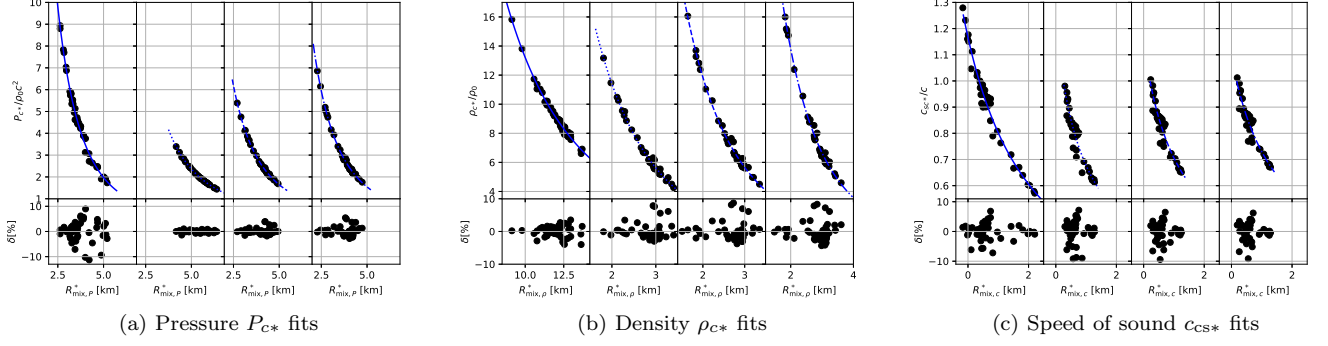 10
9
8
7
6
5
4
3
2
1
P_{c*}/ρ_0c^2
10
0
−10
δ[%]
2.5 5.0 2.5 5.0 2.5 5.0 2.5 5.0
R*_{mix, P} [km] R*_{mix, P} [km] R*_{mix, P} [km] R*_{mix, P} [km]
(a) Pressure P_{c*} fits
16
14
12
10
8
6
4
ρ_{c*}/ρ_0
10
0
−10
δ[%]
10.0 12.5 2 3 2 3 2 4
R*_{mix, ρ} [km] R*_{mix, ρ} [km] R*_{mix, ρ} [km] R*_{mix, ρ} [km]
(b) Density ρ_{c*} fits
1.3
1.2
1.1
1.0
0.9
0.8
0.7
0.6
c_{sc*}/c
10
0
−10
δ[%]
0 2 0 2 0 2 0 2
R*_{mix, c} [km] R*_{mix, c} [km] R*_{mix, c} [km] R*_{mix, c} [km]
(c) Speed of sound c_{cs*} fits